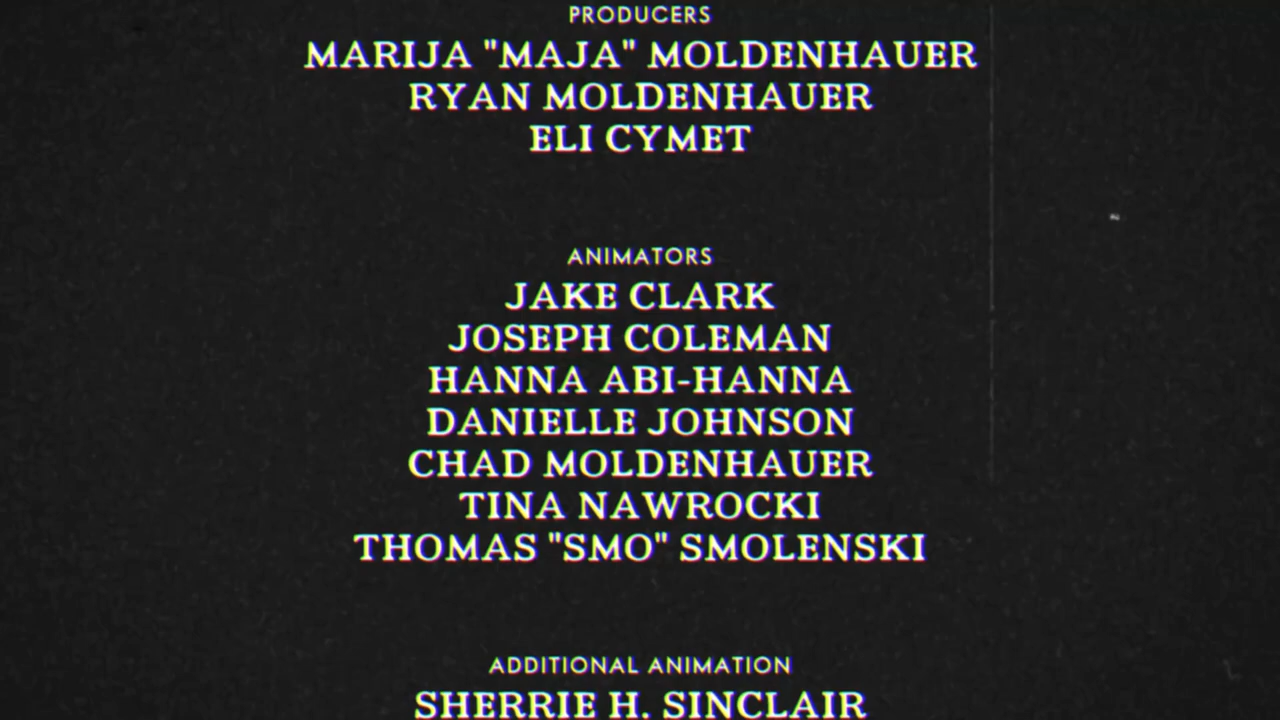 PRODUCERS
MARIJA "MAJA" MOLDENHAUER
RYAN MOLDENHAUER
ELI CYMET
ANIMATORS
JAKE CLARK
JOSEPH COLEMAN
HANNA ABI-HANNA
DANIELLE JOHNSON
CHAD MOLDENHAUER
TINA NAWROCKI
THOMAS "SMO" SMOLENSKI
ADDITIONAL ANIMATION
SHERRIE H. SINCLAIR